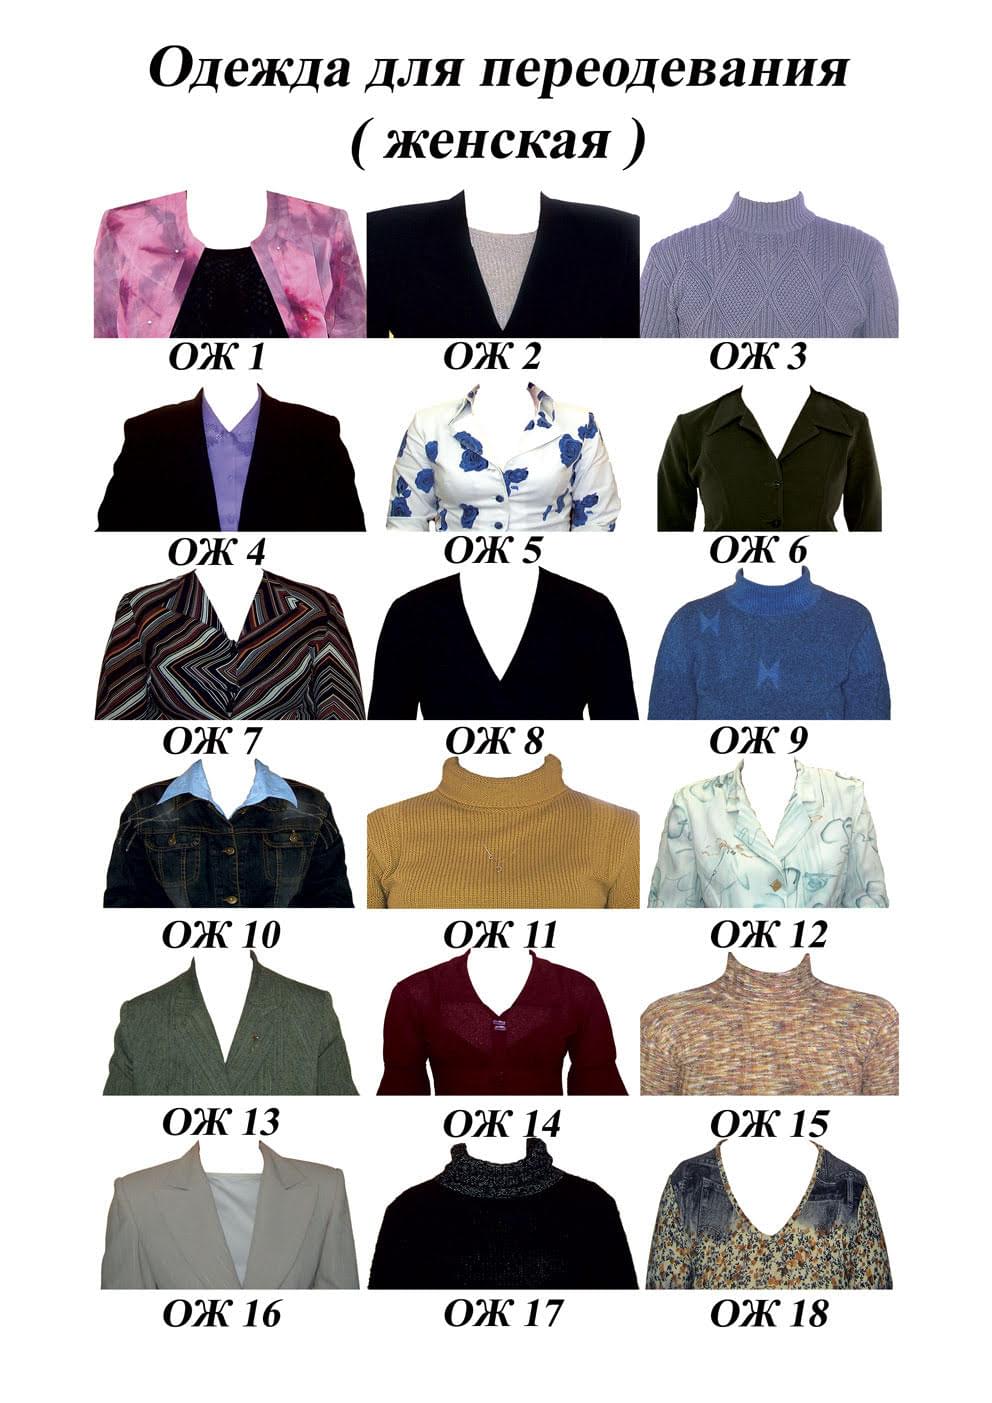 Одежда для переодевания
( женская )
ОЖ 1
ОЖ 2
ОЖ 3
ОЖ 4
ОЖ 5
ОЖ 6
ОЖ 7
ОЖ 8
ОЖ 9
ОЖ 10
ОЖ 11
ОЖ 12
ОЖ 13
ОЖ 14
ОЖ 15
ОЖ 16
ОЖ 17
ОЖ 18